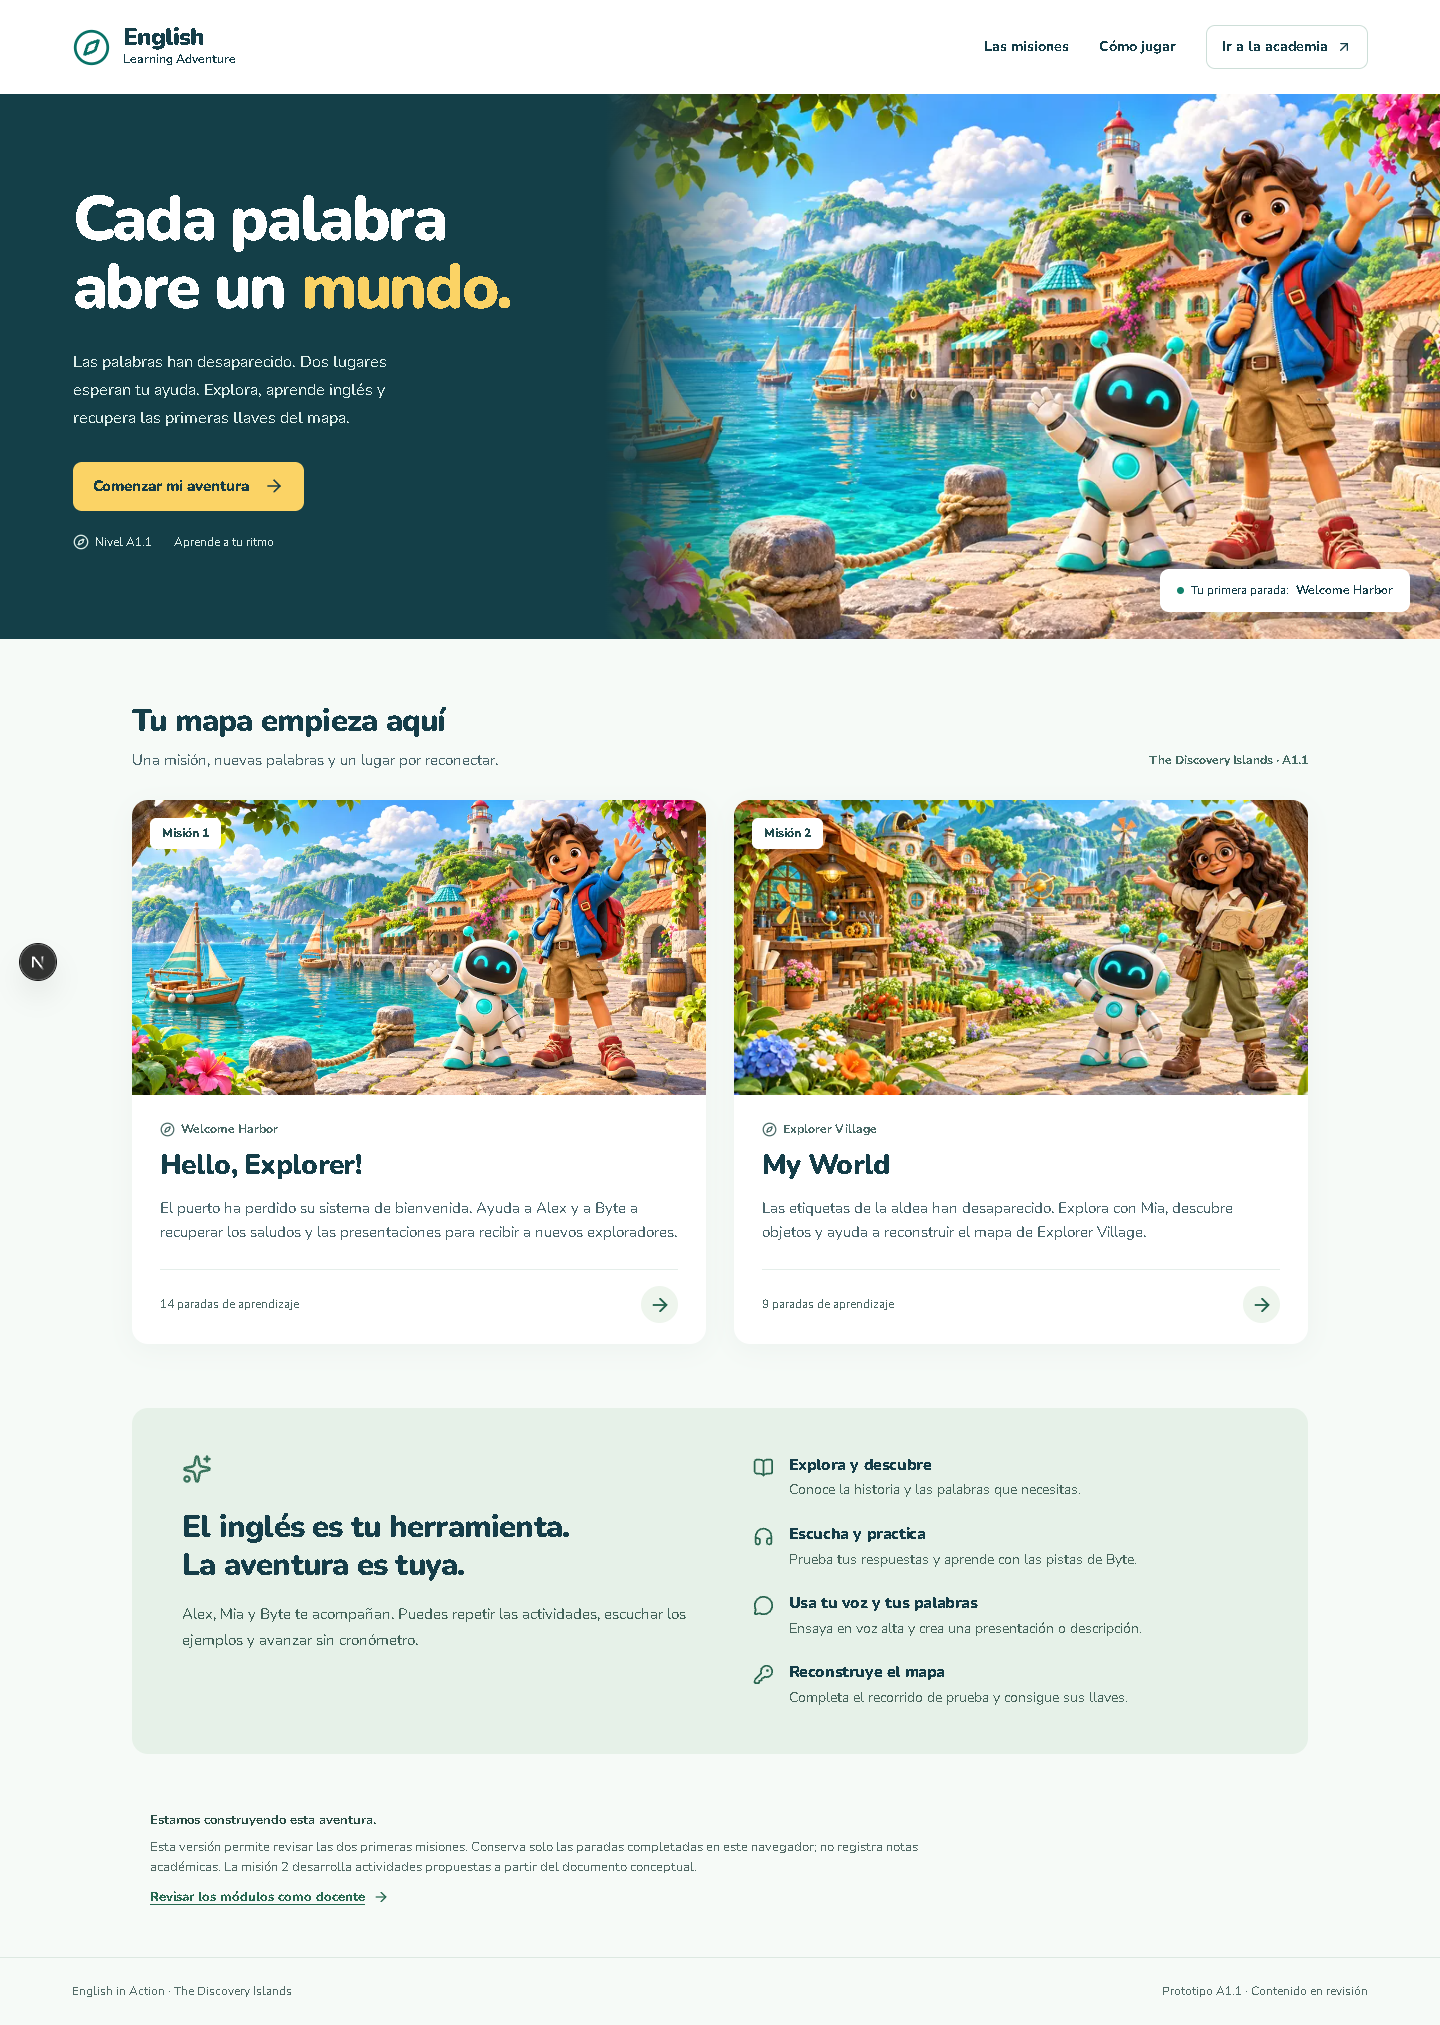 English
Learning Adventure
Las misiones
Cómo jugar
Ir a la academia
Cada palabra
abre un mundo.
Las palabras han desaparecido. Dos lugares
esperan tu ayuda. Explora, aprende inglés y
recupera las primeras llaves del mapa.
Comenzar mi aventura
Nivel A1.1
Aprende a tu ritmo
Tu primera parada: Welcome Harbor
Tu mapa empieza aquí
Una misión, nuevas palabras y un lugar por reconectar.
The Discovery Islands · A1.1
Misión 1
Welcome Harbor
Hello, Explorer!
El puerto ha perdido su sistema de bienvenida. Ayuda a Alex y a Byte a
recuperar los saludos y las presentaciones para recibir a nuevos exploradores.
14 paradas de aprendizaje
Misión 2
Explorer Village
My World
Las etiquetas de la aldea han desaparecido. Explora con Mia, descubre
objetos y ayuda a reconstruir el mapa de Explorer Village.
9 paradas de aprendizaje
N
El inglés es tu herramienta.
La aventura es tuya.
Alex, Mia y Byte te acompañan. Puedes repetir las actividades, escuchar los
ejemplos y avanzar sin cronómetro.
Explora y descubre
Conoce la historia y las palabras que necesitas.
Escucha y practica
Prueba tus respuestas y aprende con las pistas de Byte.
Usa tu voz y tus palabras
Ensaya en voz alta y crea una presentación o descripción.
Reconstruye el mapa
Completa el recorrido de prueba y consigue sus llaves.
Estamos construyendo esta aventura.
Esta versión permite revisar las dos primeras misiones. Conserva solo las paradas completadas en este navegador; no registra notas
académicas. La misión 2 desarrolla actividades propuestas a partir del documento conceptual.
Revisar los módulos como docente
English in Action · The Discovery Islands
Prototipo A1.1 · Contenido en revisión